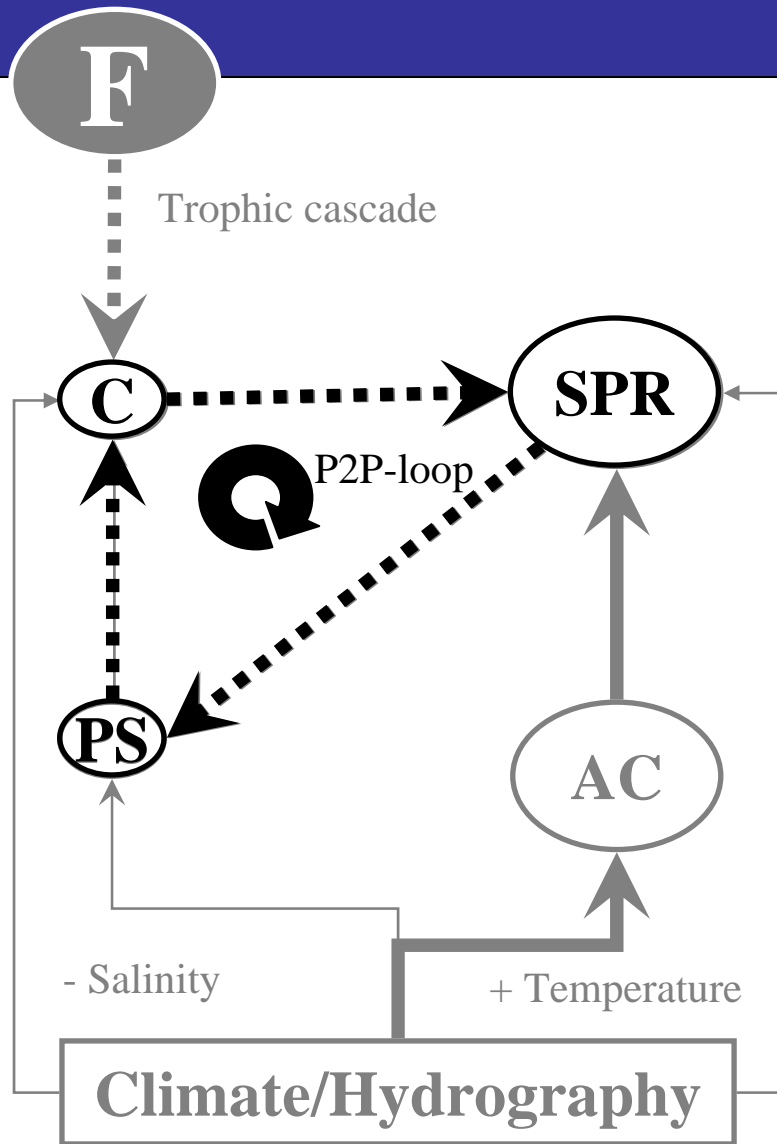 F
Trophic cascade
C
SPR
P2P-loop
PS
AC
- Salinity
+ Temperature
Climate/Hydrography